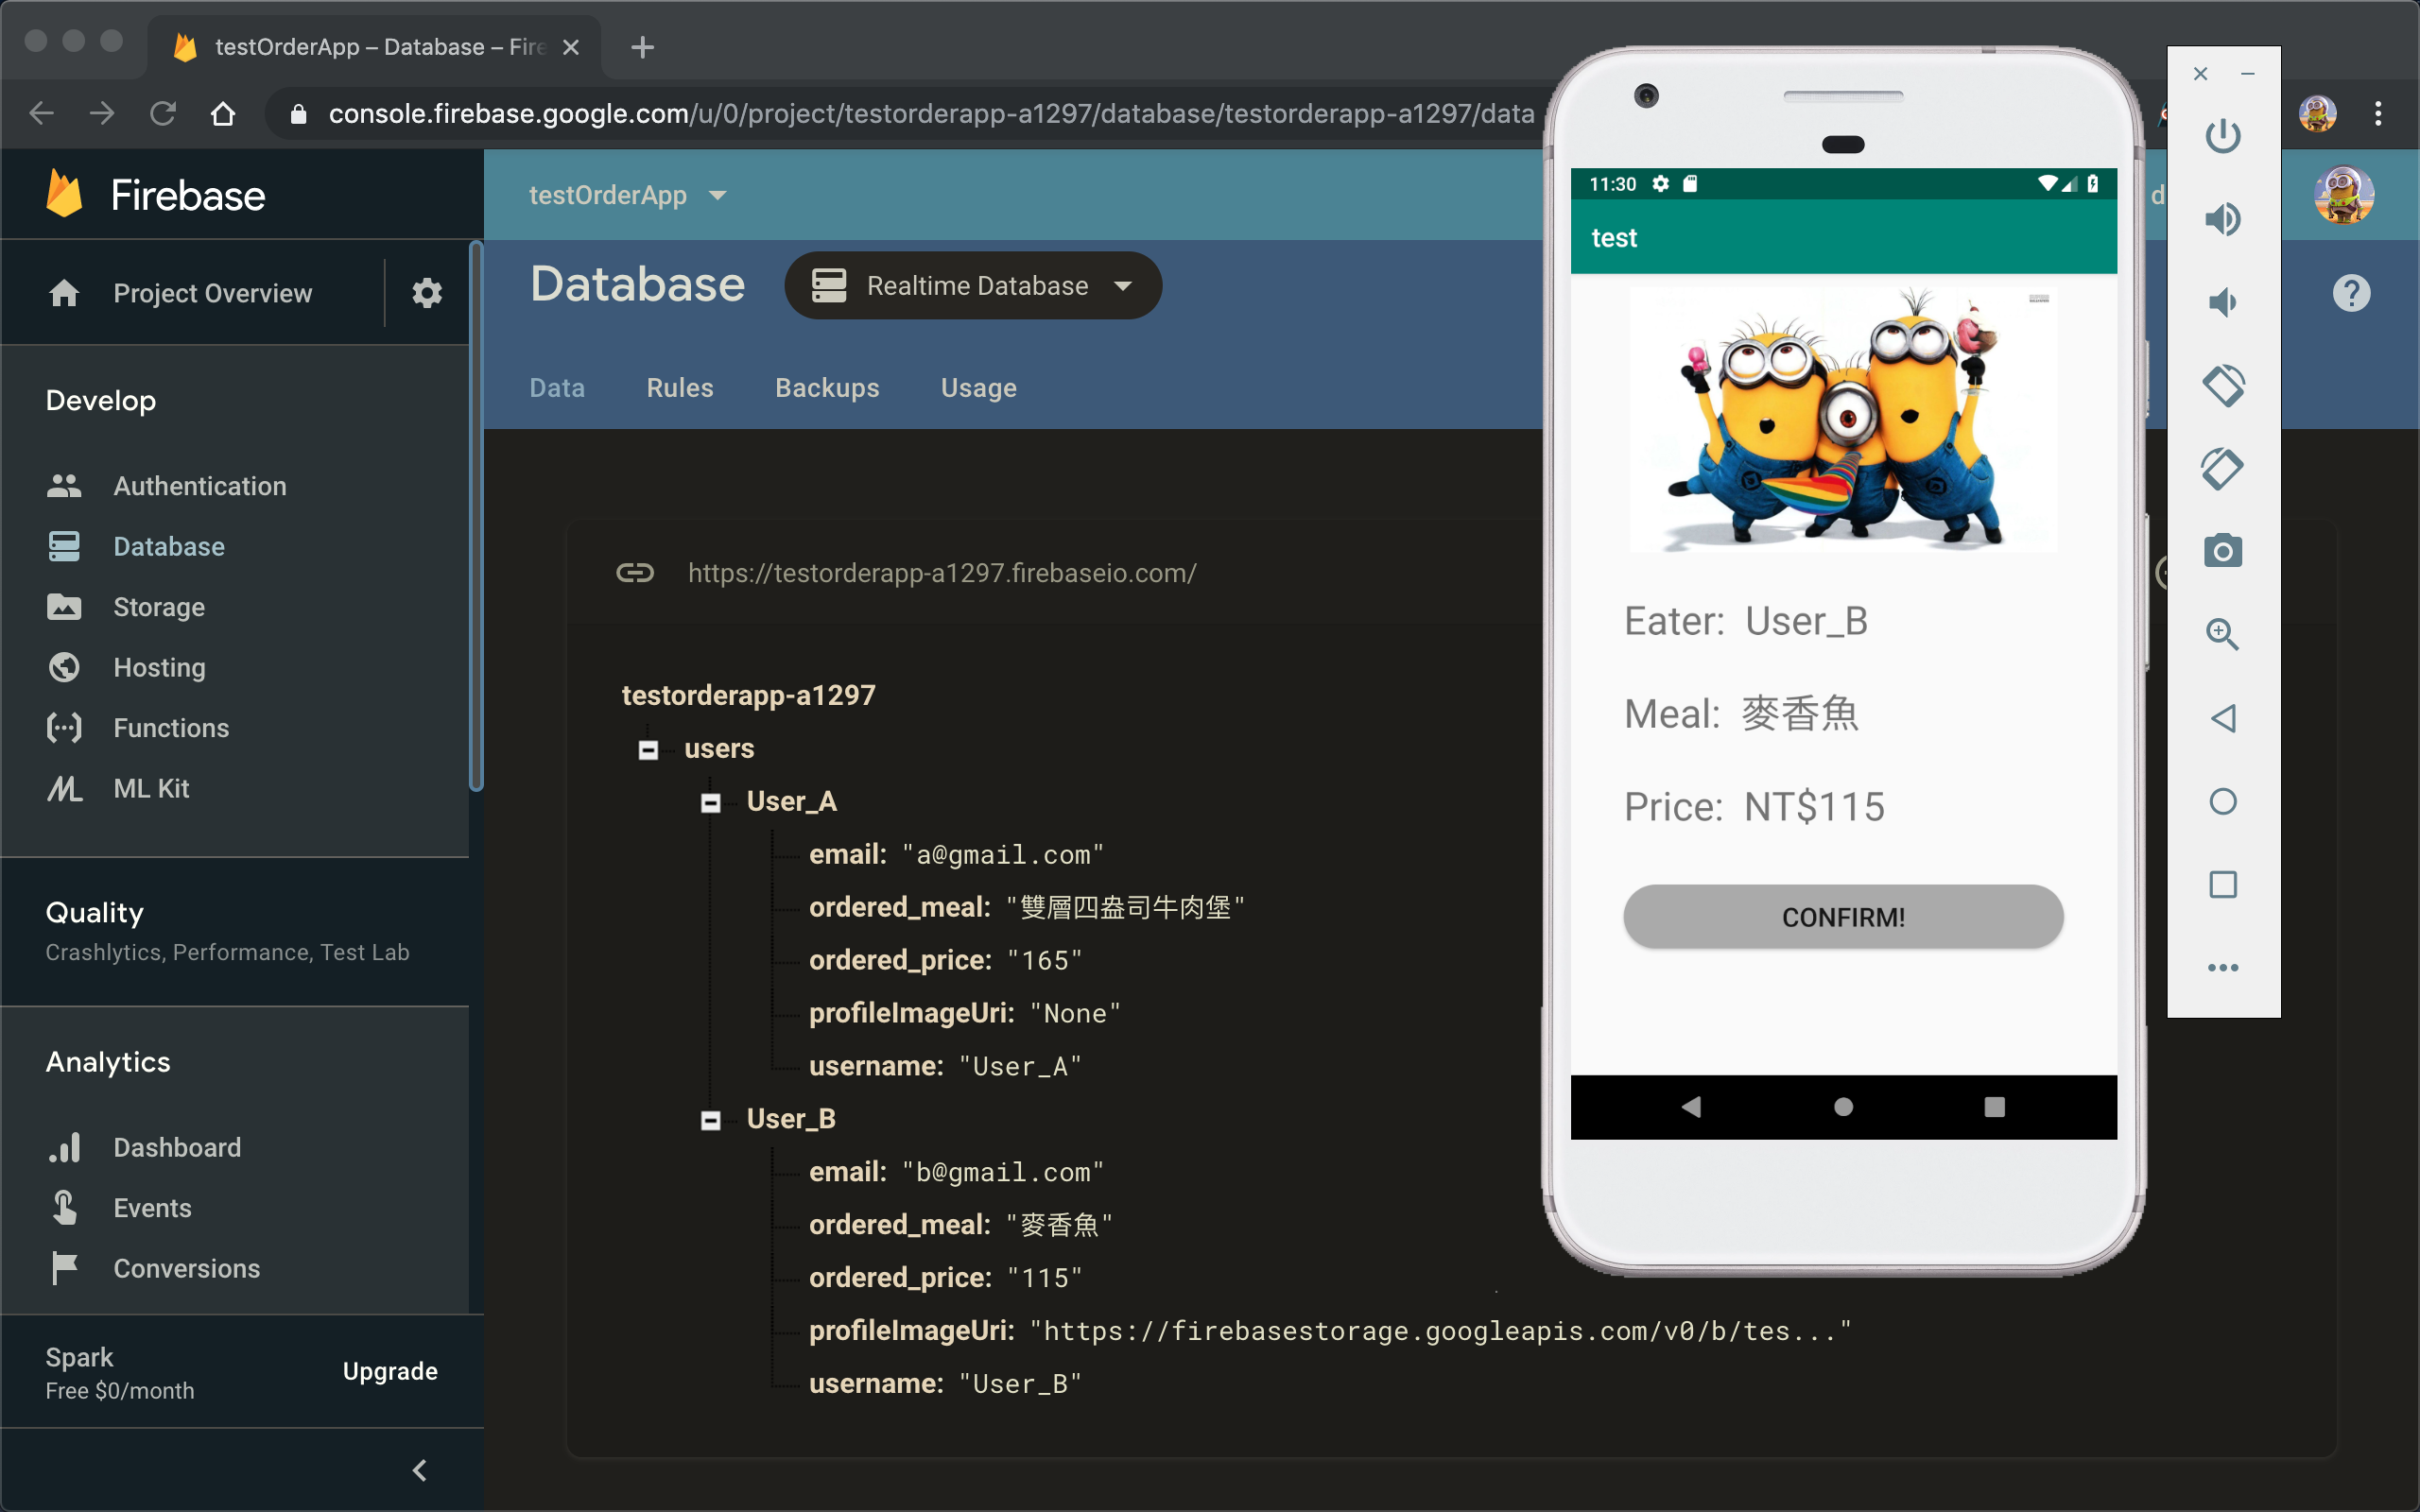 testOrderApp – Database – Fire
console.firebase.google.com/u/0/project/testorderapp-a1297/database/testorderapp-a1297/data
Firebase
testOrderApp
Project Overview
Database
Realtime Database
Data
Rules
Backups
Usage
Develop
Authentication
Database
Storage
Hosting
Functions
ML Kit
Quality
Crashlytics, Performance, Test Lab
Analytics
Dashboard
Events
Conversions
Spark
Free $0/month
Upgrade
https://testorderapp-a1297.firebaseio.com/
testorderapp-a1297
users
User_A
email: "a@gmail.com"
ordered_meal: "雙層四盎司牛肉堡"
ordered_price: "165"
profileImageUri: "None"
username: "User_A"
User_B
email: "b@gmail.com"
ordered_meal: "麥香魚"
ordered_price: "115"
profileImageUri: "https://firebasestorage.googleapis.com/v0/b/tes..."
username: "User_B"
11:30
test
Eater: User_B
Meal: 麥香魚
Price: NT$115
CONFIRM!